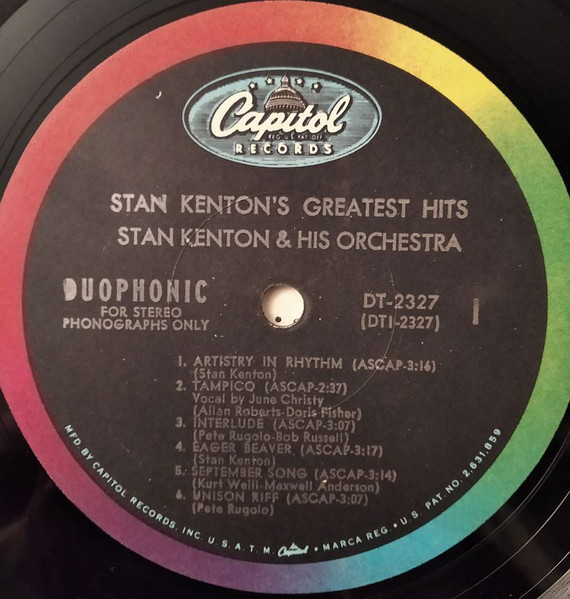 Capitol
REG. U.S. PAT. OFF.
RECORDS
STAN KENTON'S GREATEST HITS
STAN KENTON & HIS ORCHESTRA
DUOPHONIC
FOR STEREO
PHONOGRAPHS ONLY
DT-2327
(DT1-2327)
1
1. ARTISTRY IN RHYTHM (ASCAP-3:16)
(Stan Kenton)
2. TAMPICO (ASCAP-2:37)
Vocal by June Christy
(Allan Roberts-Doris Fisher)
3. INTERLUDE (ASCAP-3:07)
(Pete Rugolo-Bob Russell)
4. EAGER BEAVER (ASCAP-3:17)
(Stan Kenton)
5. SEPTEMBER SONG (ASCAP-3:14)
(Kurt Weill-Maxwell Anderson)
6. UNISON RIFF (ASCAP-3:07)
(Pete Rugolo)
MFD. BY CAPITOL RECORDS, INC. U.S.A. T.M. Capitol • MARCA REG. • U.S. PAT. NO. 2,631,859